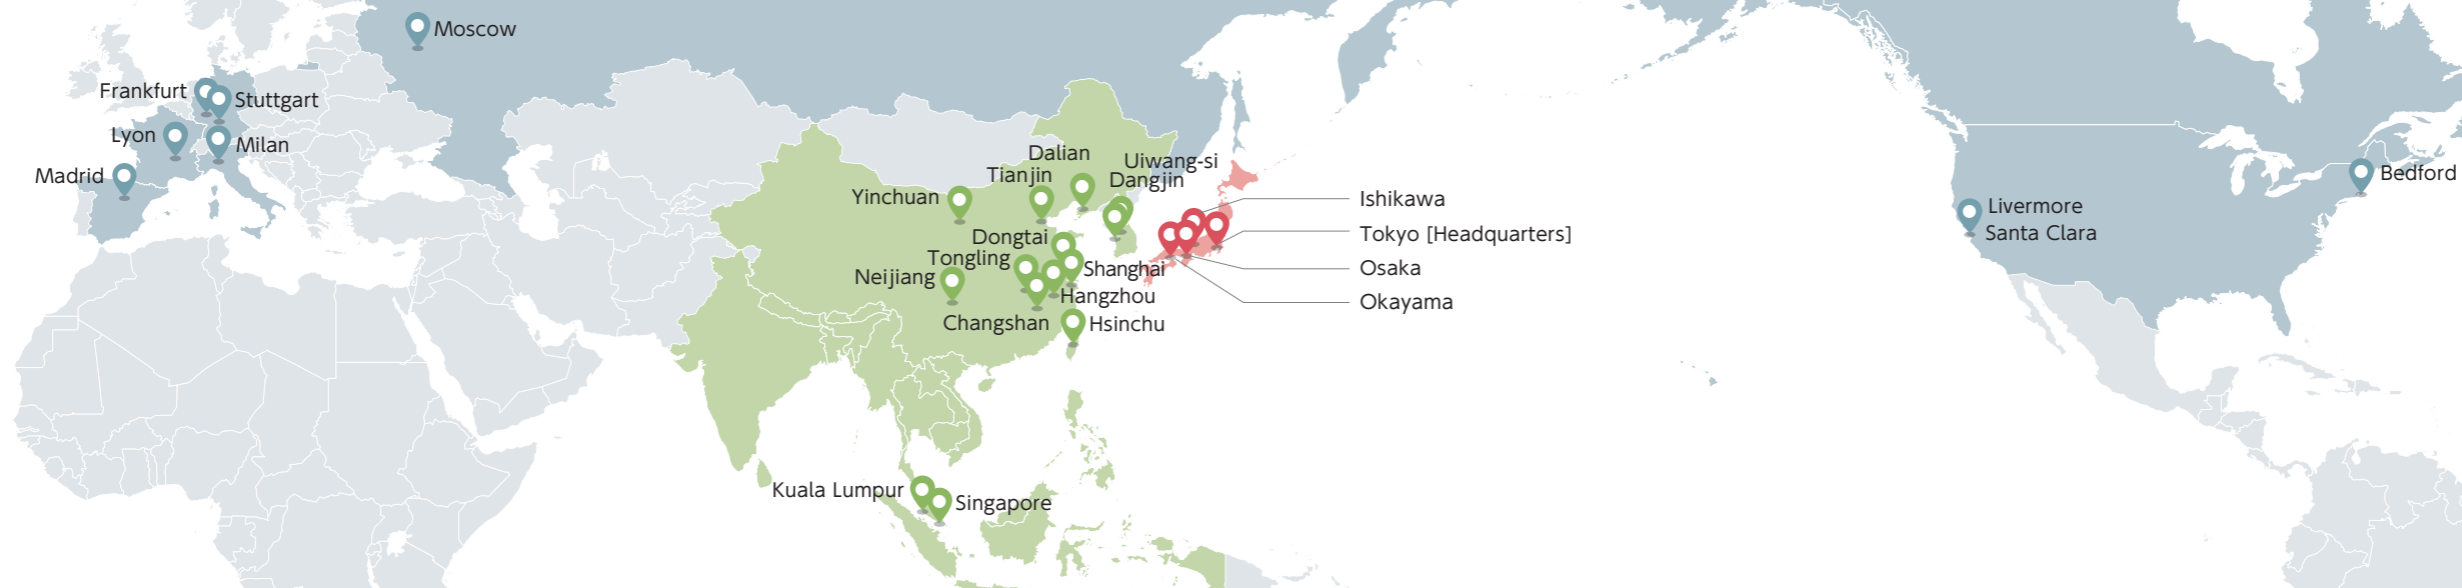 Moscow
Frankfurt
Stuttgart
Lyon
Milan
Madrid
Dalian
Uiwang-si
Tianjin
Dangjin
Yinchuan
Dongtai
Tongling
Neijiang
Shanghai
Hangzhou
Changshan
Hsinchu
Kuala Lumpur
Singapore
Ishikawa
Tokyo [Headquarters]
Osaka
Okayama
Livermore
Santa Clara
Bedford